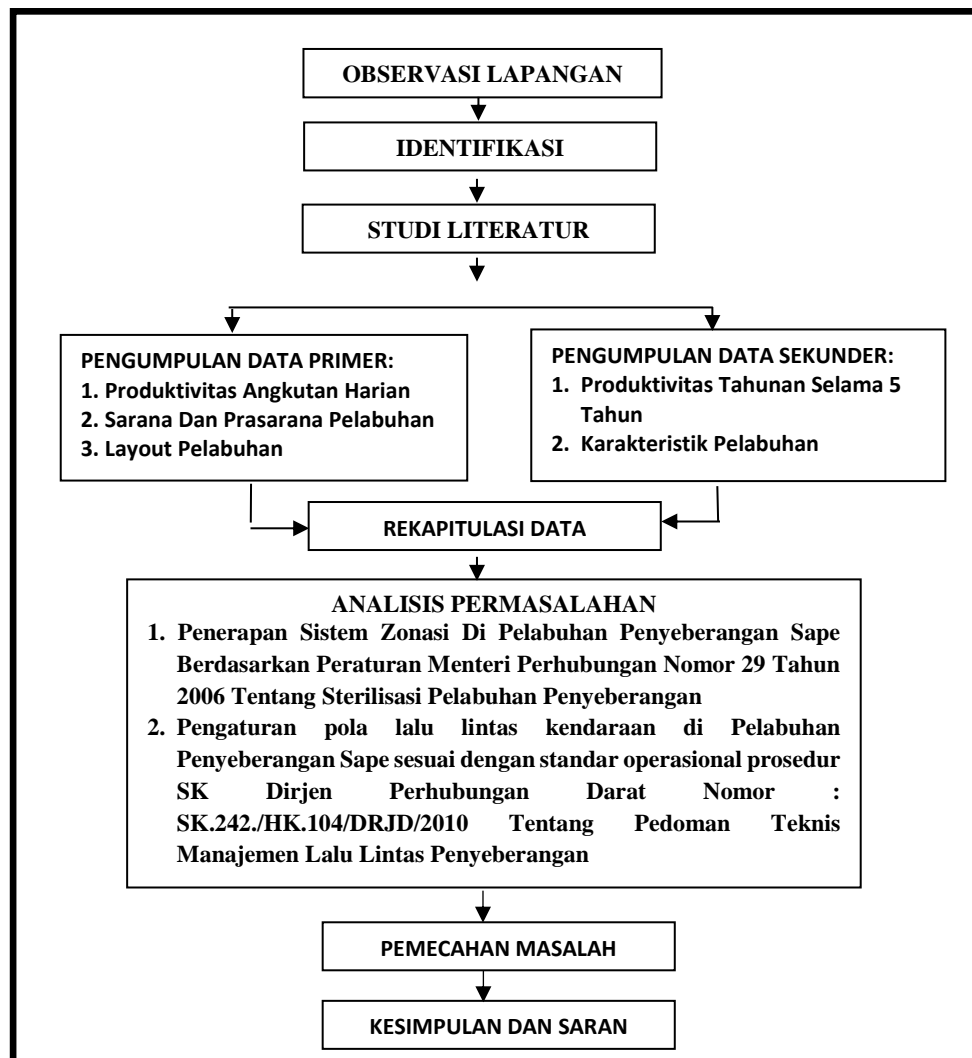 OBSERVASI LAPANGAN
IDENTIFIKASI
STUDI LITERATUR
PENGUMPULAN DATA PRIMER:
1. Produktivitas Angkutan Harian
2. Sarana Dan Prasarana Pelabuhan
3. Layout Pelabuhan
PENGUMPULAN DATA SEKUNDER:
1. Produktivitas Tahunan Selama 5
Tahun
2. Karakteristik Pelabuhan
REKAPITULASI DATA
ANALISIS PERMASALAHAN
1. Penerapan Sistem Zonasi Di Pelabuhan Penyeberangan Sape
Berdasarkan Peraturan Menteri Perhubungan Nomor 29 Tahun
2006 Tentang Sterilisasi Pelabuhan Penyeberangan
2. Pengaturan pola lalu lintas kendaraan di Pelabuhan
Penyeberangan Sape sesuai dengan standar operasional prosedur
SK Dirjen Perhubungan Darat Nomor :
SK.242./HK.104/DRJD/2010 Tentang Pedoman Teknis
Manajemen Lalu Lintas Penyeberangan
PEMECAHAN MASALAH
KESIMPULAN DAN SARAN